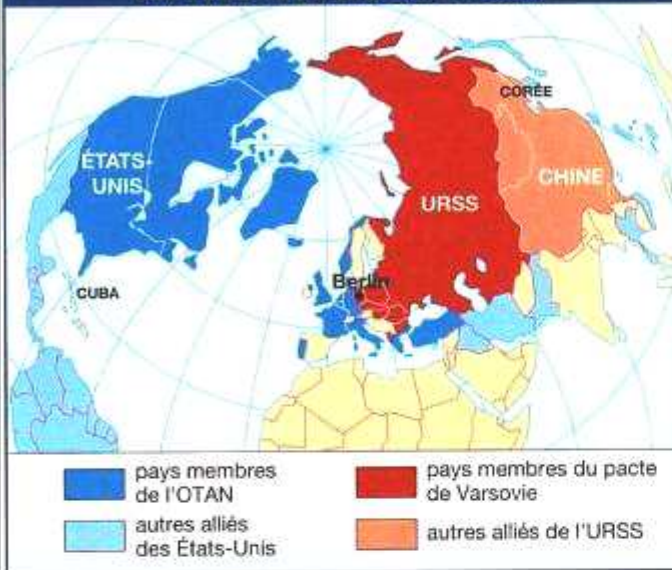 CORÉE
ÉTATS-
UNIS
CHINE
URSS
Berlin
CUBA
pays membres
de l'OTAN
pays membres du pacte
de Varsovie
autres alliés
des États-Unis
autres alliés de l'URSS